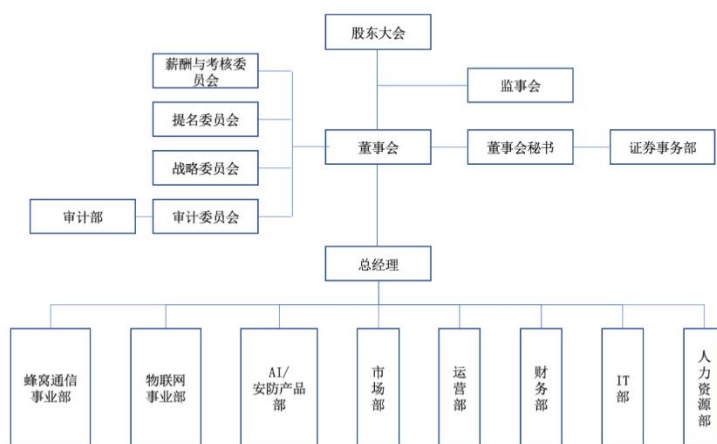 股东大会
薪酬与考核委
员会
监事会
提名委员会
董事会
董事会秘书
证券事务部
战略委员会
审计部
审计委员会
总经理
蜂窝通信
事业部
物联网
事业部
AI/
安防产品
部
市
场
部
运
营
部
财
务
部
IT
部
人
力
资
源
部